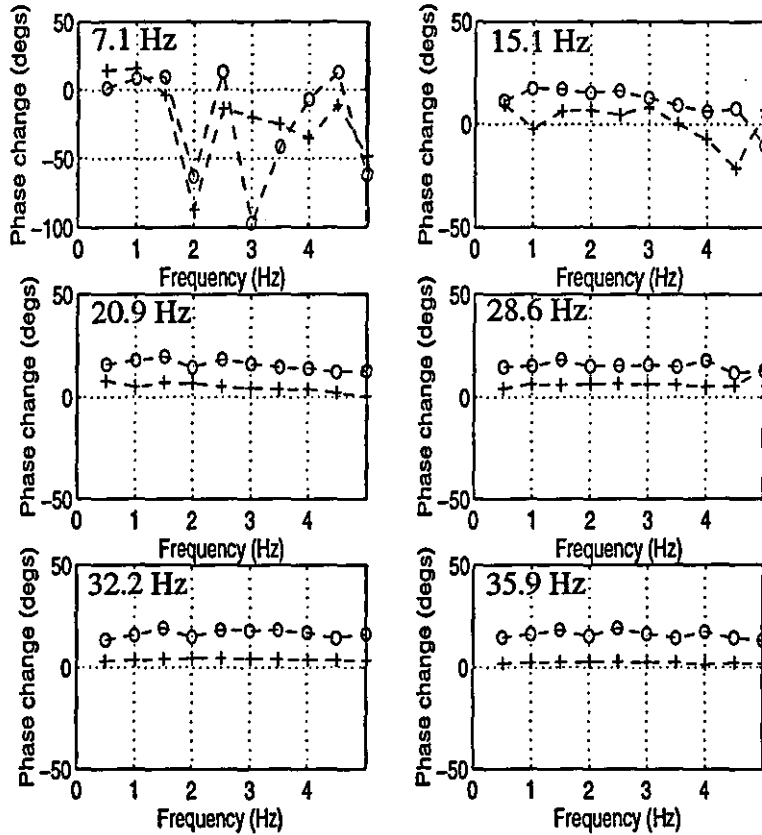 7.1 Hz
Phase change (degs)
50
0
−50
−100
0 1 2 3 4 5
Frequency (Hz)
15.1 Hz
Phase change (degs)
50
0
−50
0 1 2 3 4
Frequency (Hz)
20.9 Hz
Phase change (degs)
50
0
−50
0 1 2 3 4
Frequency (Hz)
28.6 Hz
Phase change (degs)
50
0
−50
0 1 2 3 4
Frequency (Hz)
32.2 Hz
Phase change (degs)
50
0
−50
0 1 2 3 4 5
Frequency (Hz)
35.9 Hz
Phase change (degs)
50
0
−50
0 1 2 3 4
Frequency (Hz)